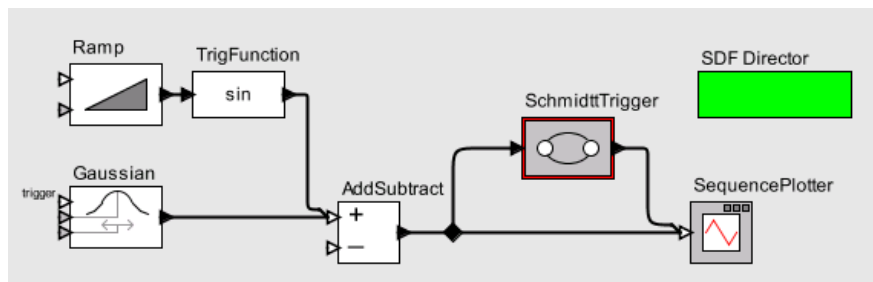 Ramp
TrigFunction
sin
SDF Director
SchmidttTrigger
Gaussian
trigger
AddSubtract
+
−
SequencePlotter